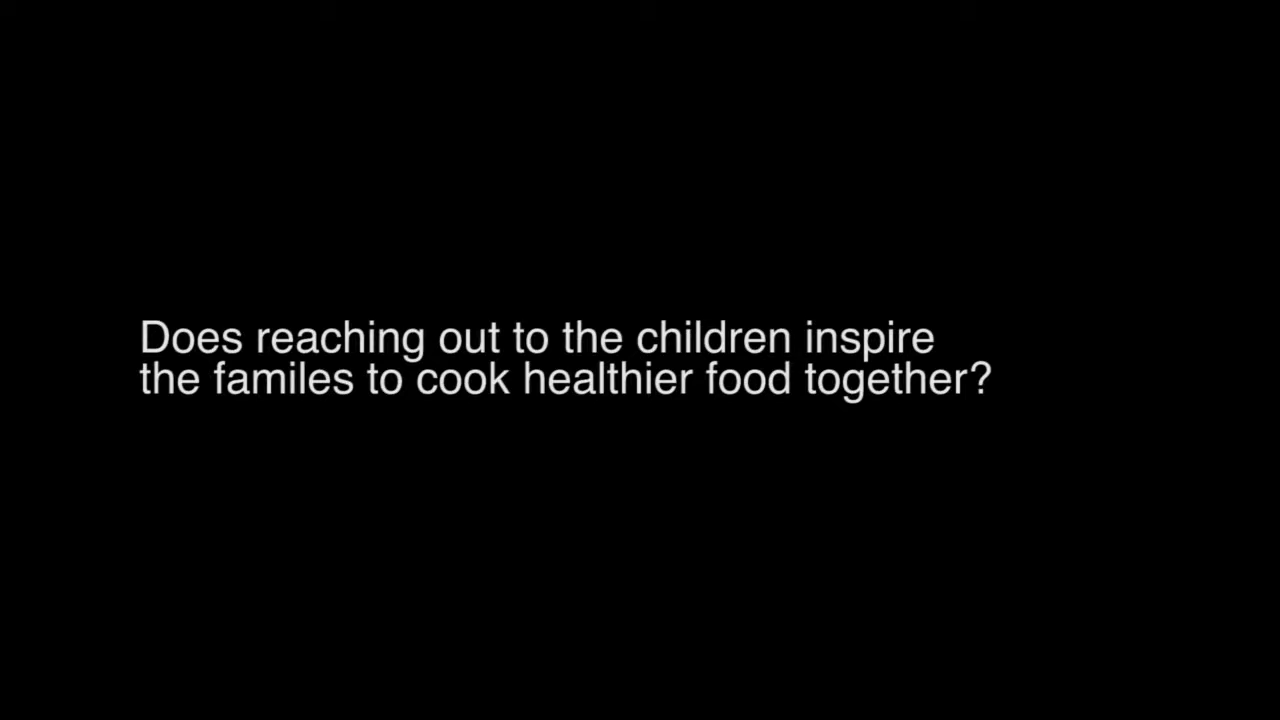 Does reaching out to the children inspire
the familes to cook healthier food together?